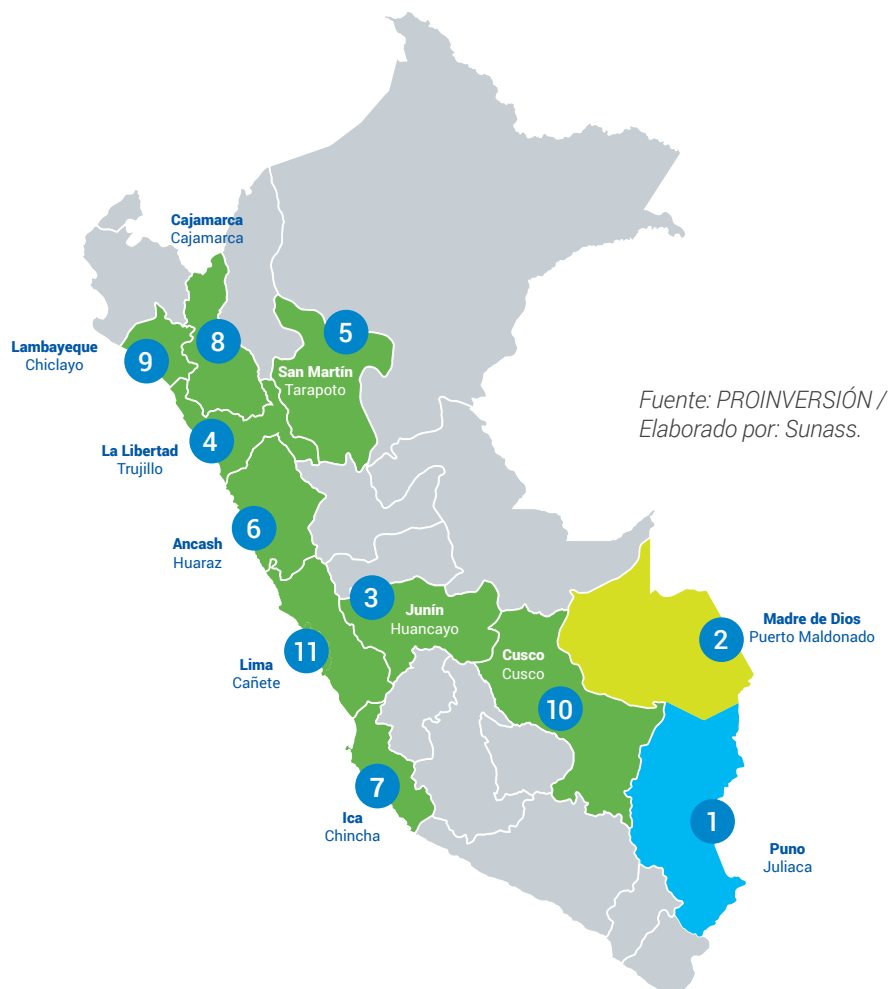 Cajamarca
Cajamarca
8
5
Lambayeque
Chiclayo
9
San Martín
Tarapoto
Fuente: PROINVERSIÓN /
Elaborado por: Sunass.
La Libertad
Trujillo
4
6
Ancash
Huaraz
3
Junín
Huancayo
Madre de Dios
Puerto Maldonado
2
11
Lima
Cañete
Cusco
Cusco
10
7
Ica
Chincha
1
Puno
Juliaca